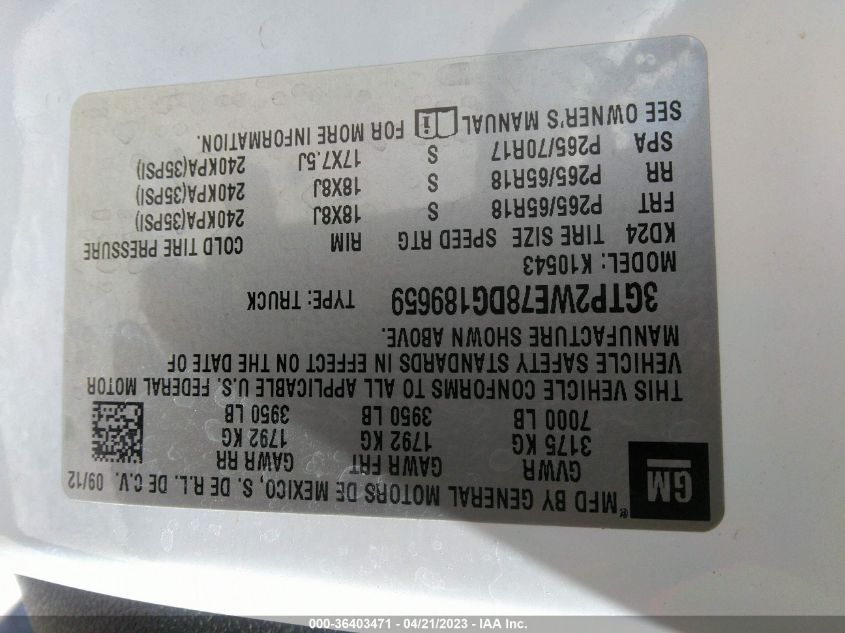 GM
®MFD BY GENERAL MOTORS DE MEXICO, S. DE R.L. DE C.V. 09/12
GVWR GAWR FRT GAWR RR
3175 KG 1792 KG 1792 KG
7000 LB 3950 LB 3950 LB
THIS VEHICLE CONFORMS TO ALL APPLICABLE U.S. FEDERAL MOTOR
VEHICLE SAFETY STANDARDS IN EFFECT ON THE DATE OF
MANUFACTURE SHOWN ABOVE.
3GTP2WE78DG189659 TYPE: TRUCK
MODEL: K10543
KD24 TIRE SIZE SPEED RTG RIM COLD TIRE PRESSURE
FRT P265/65R18 S 18X8J 240KPA(35PSI)
RR P265/65R18 S 18X8J 240KPA(35PSI)
SPA P265/70R17 S 17X7.5J 240KPA(35PSI)
SEE OWNER'S MANUAL FOR MORE INFORMATION.
000-36403471 - 04/21/2023 - IAA Inc.